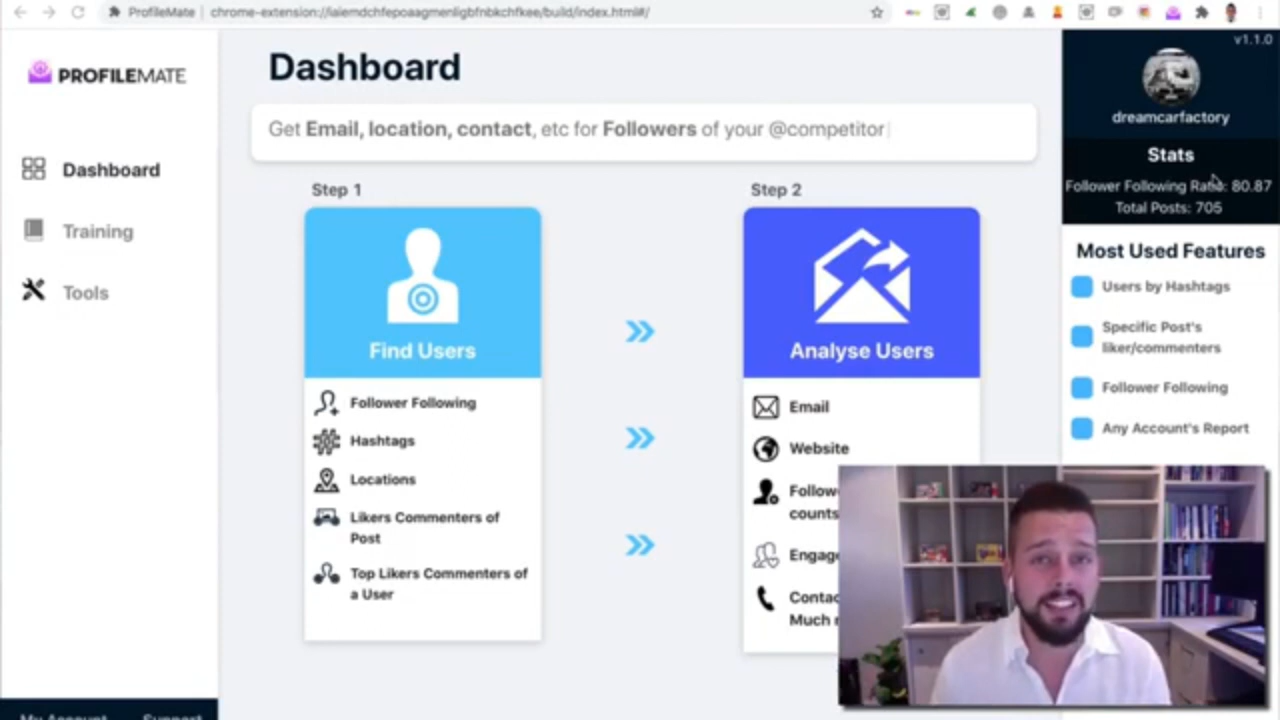 ProfileMate | chrome-extension://iaiemdchfepoaagmenligbfnbkchfkee/build/index.html#/
v1.1.0
PROFILEMATE
Dashboard
Training
Tools
My Account
Support
Dashboard
Get Email, location, contact, etc for Followers of your @competitor
Step 1
Find Users
Follower Following
Hashtags
Locations
Likers Commenters of
Post
Top Likers Commenters of
a User
Step 2
Analyse Users
Email
Website
Follow
counts
Engage
Contac
Much
dreamcarfactory
Stats
Follower Following Ratio: 80.87
Total Posts: 705
Most Used Features
Users by Hashtags
Specific Post's
liker/commenters
Follower Following
Any Account's Report